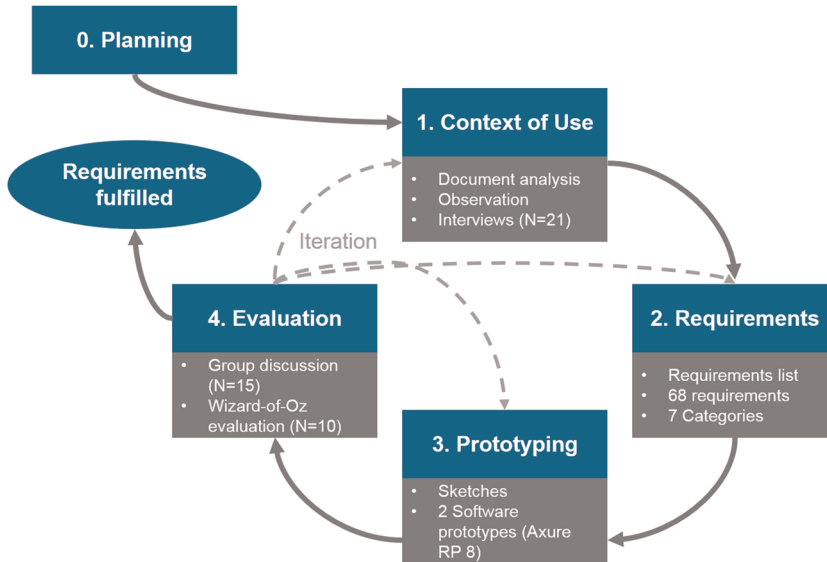 0. Planning
1. Context of Use
• Document analysis
• Observation
• Interviews (N=21)
Requirements
fulfilled
Iteration
4. Evaluation
• Group discussion
(N=15)
• Wizard-of-Oz
evaluation (N=10)
2. Requirements
• Requirements list
• 68 requirements
• 7 Categories
3. Prototyping
• Sketches
• 2 Software
prototypes (Axure
RP 8)